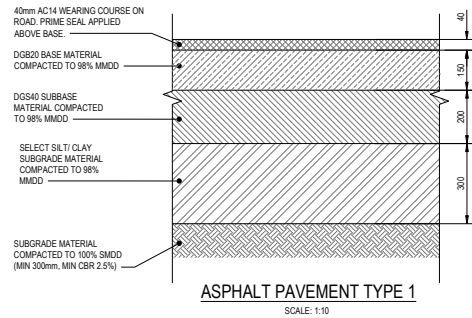 40mm AC14 WEARING COURSE ON
ROAD. PRIME SEAL APPLIED
ABOVE BASE.
DGB20 BASE MATERIAL
COMPACTED TO 98% MMDD
DGS40 SUBBASE
MATERIAL COMPACTED
TO 98% MMDD
SELECT SILT/ CLAY
SUBGRADE MATERIAL
COMPACTED TO 98%
MMDD
SUBGRADE MATERIAL
COMPACTED TO 100% SMDD
(MIN 300mm, MIN CBR 2.5%)
40
150
200
300
ASPHALT PAVEMENT TYPE 1
SCALE: 1:10